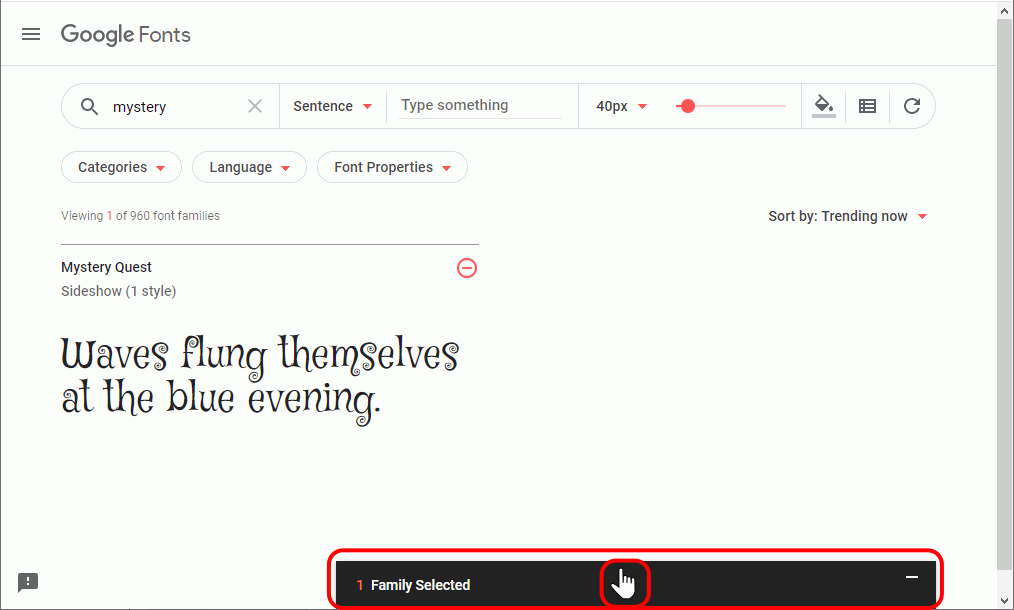 Google Fonts
mystery
Sentence
Type something
40px
Categories
Language
Font Properties
Viewing 1 of 960 font families
Sort by: Trending now
Mystery Quest
Sideshow (1 style)
Waves flung themselves
at the blue evening.
1 Family Selected